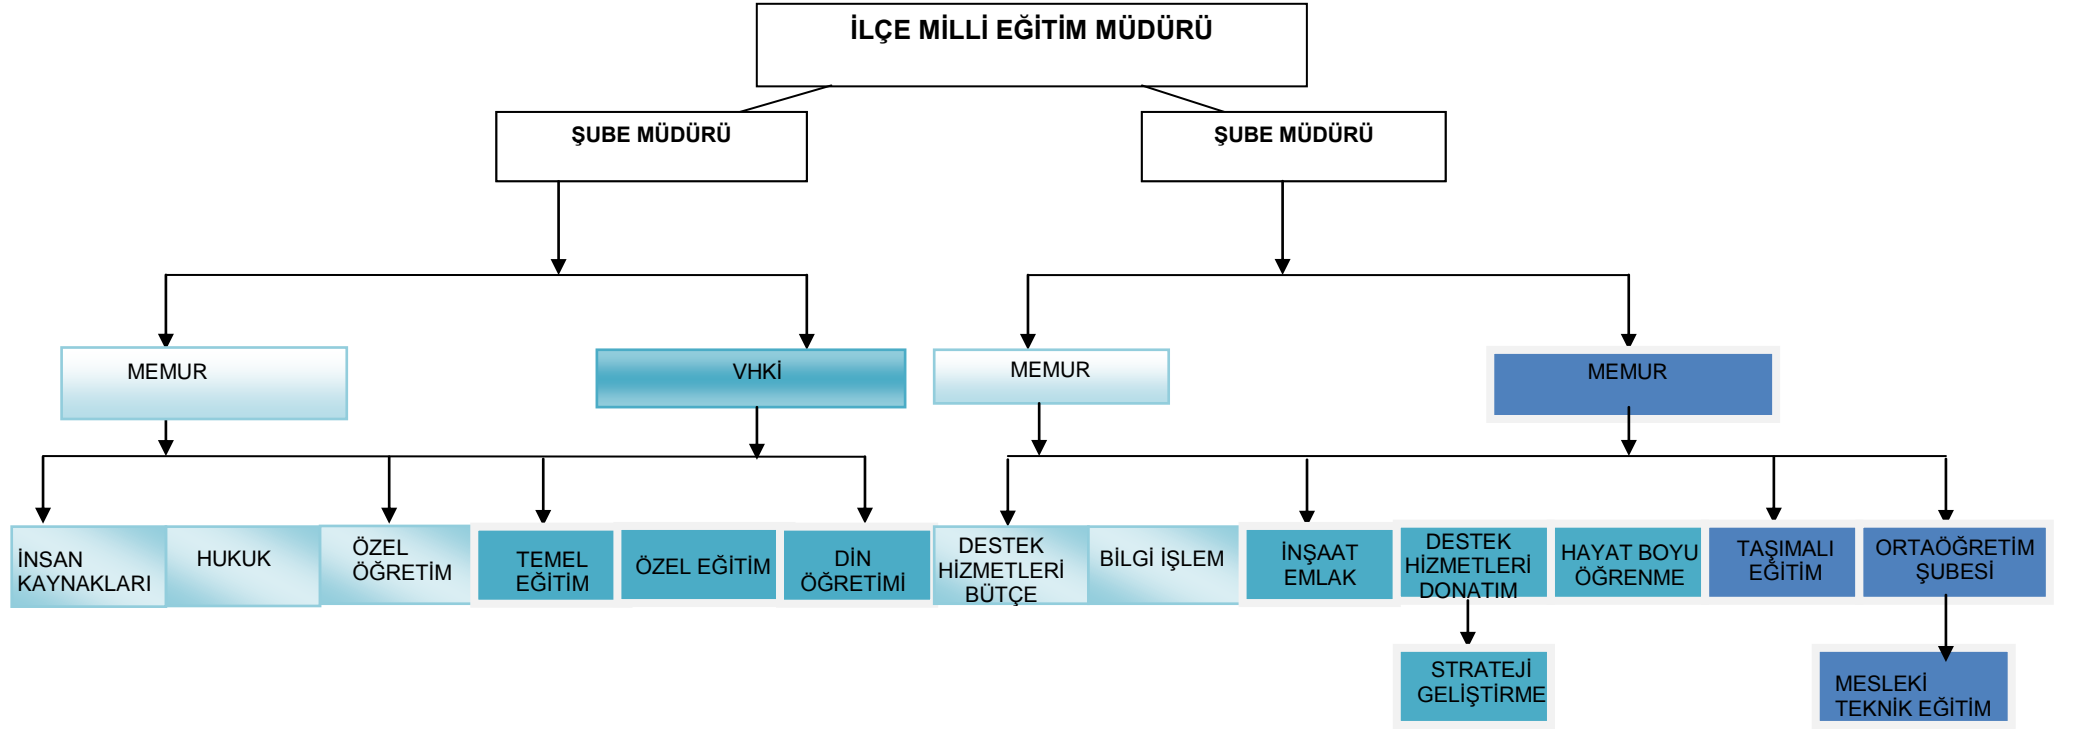 İLÇE MİLLİ EĞİTİM MÜDÜRÜ
ŞUBE MÜDÜRÜ
ŞUBE MÜDÜRÜ
MEMUR
VHKİ
MEMUR
MEMUR
İNSAN
KAYNAKLARI
HUKUK
ÖZEL
ÖĞRETİM
TEMEL
EĞİTİM
ÖZEL EĞİTİM
DİN
ÖĞRETİMİ
DESTEK
HİZMETLERİ
BÜTÇE
BİLGİ İŞLEM
İNŞAAT
EMLAK
DESTEK
HİZMETLERİ
DONATIM
HAYAT BOYU
ÖĞRENME
TAŞIMALI
EĞİTİM
ORTAÖĞRETİM
ŞUBESİ
STRATEJİ
GELİŞTİRME
MESLEKİ
TEKNİK EĞİTİM